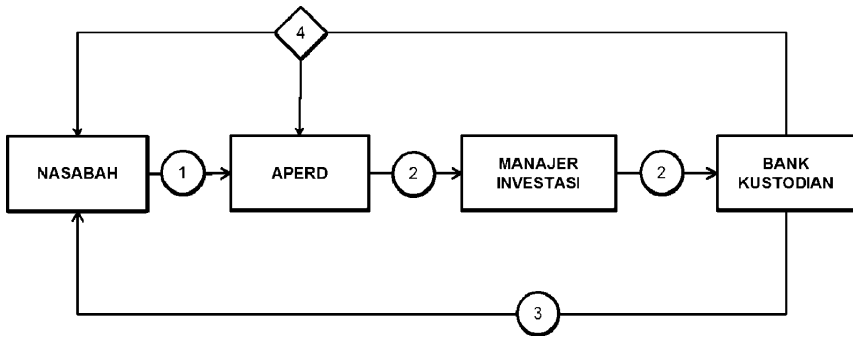 4
NASABAH
1
APERD
2
MANAJER
INVESTASI
2
BANK
KUSTODIAN
3